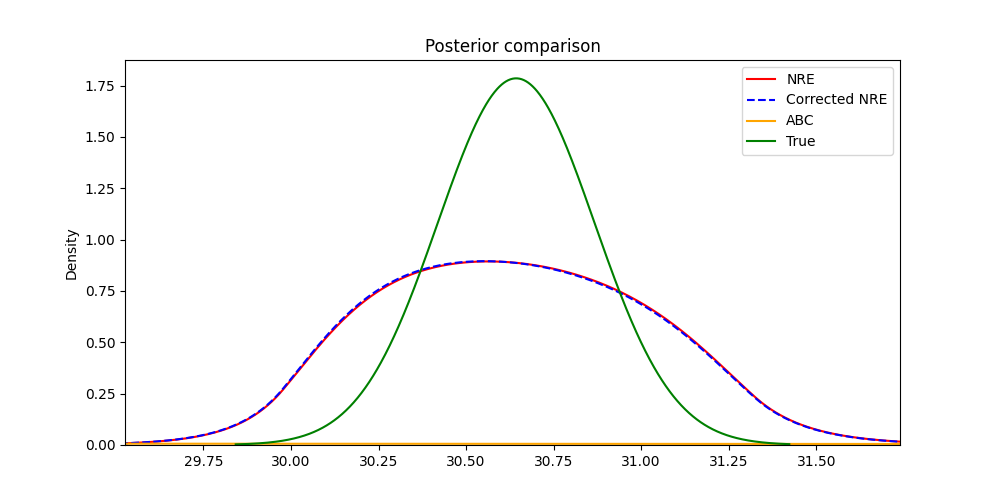 Posterior comparison
NRE
Corrected NRE
ABC
True
Density
1.75
1.50
1.25
1.00
0.75
0.50
0.25
0.00
29.75 30.00 30.25 30.50 30.75 31.00 31.25 31.50